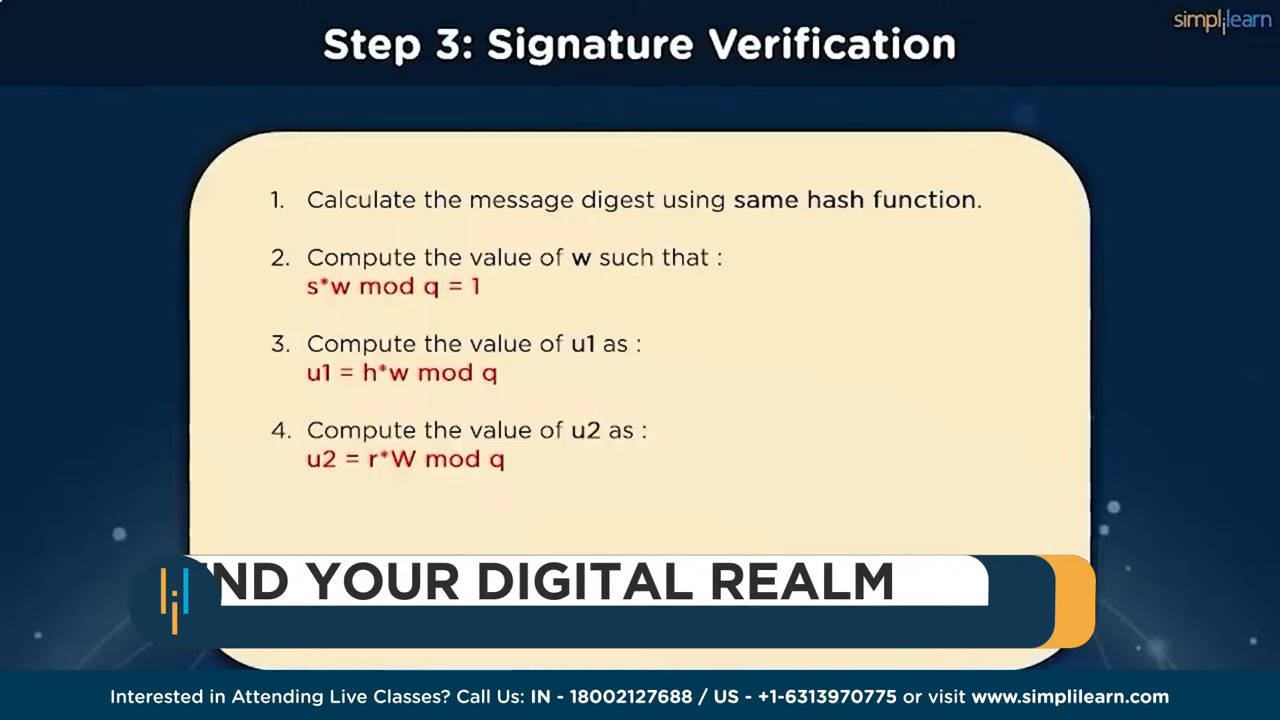 simplilearn
Step 3: Signature Verification
1. Calculate the message digest using same hash function.
2. Compute the value of w such that :
s*w mod q = 1
3. Compute the value of u1 as :
u1 = h*w mod q
4. Compute the value of u2 as :
u2 = r*W mod q
YOUR DIGITAL REALM
Interested in Attending Live Classes? Call Us: IN - 18002127688 / US - +1-6313970775 or visit www.simplilearn.com